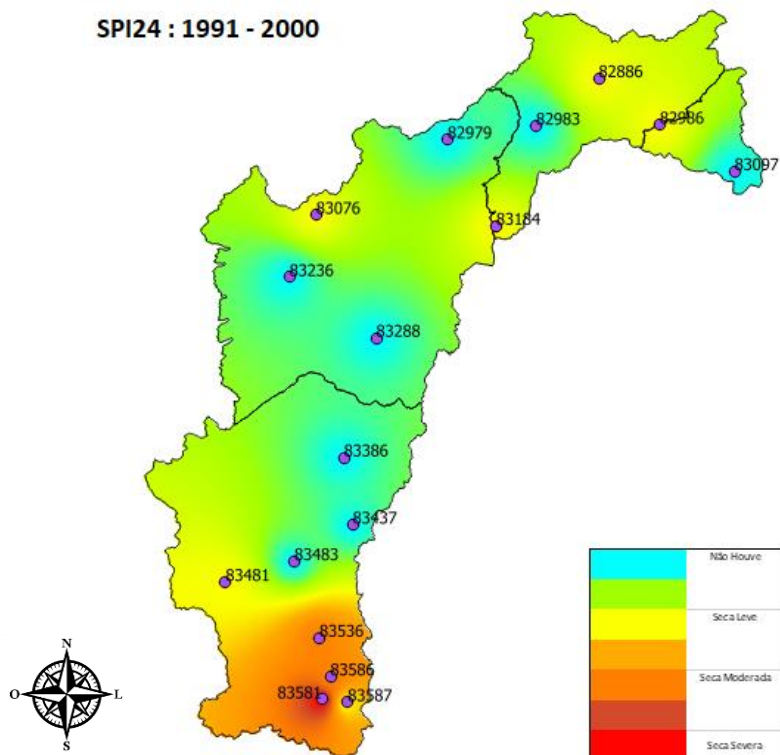 SPI24 : 1991 - 2000
82886
82979
82983
82986
83097
83076
83184
83236
83288
83386
83437
83483
83481
83536
83586
83581
83587
N
O
L
S
Não Houve
Seca Leve
Seca Moderada
Seca Severa